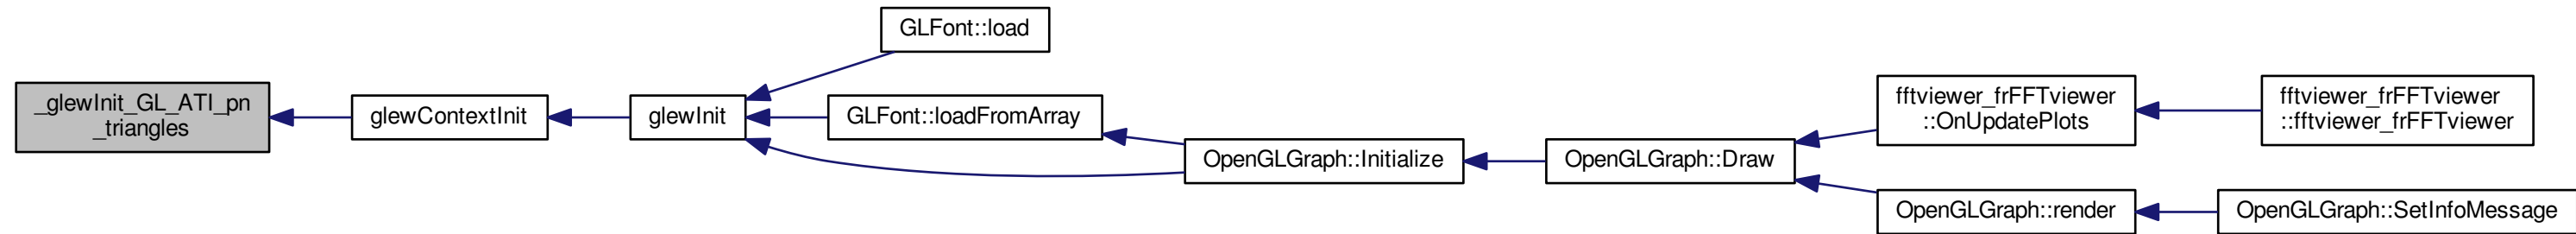 _glewInit_GL_ATI_pn
_triangles
glewContextInit
glewInit
GLFont::load
GLFont::loadFromArray
OpenGLGraph::Initialize
OpenGLGraph::Draw
fftviewer_frFFTviewer
::OnUpdatePlots
fftviewer_frFFTviewer
::fftviewer_frFFTviewer
OpenGLGraph::render
OpenGLGraph::SetInfoMessage